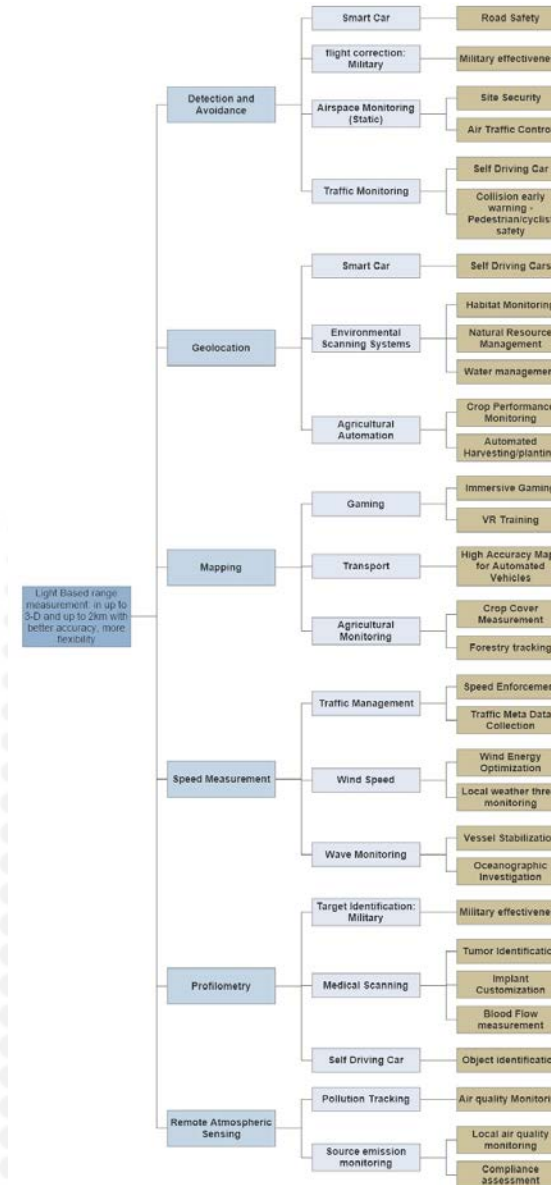 Smart Car
Road Safety
flight correction:
Military
Military effectivene
Detection and
Avoidance
Airspace Monitoring
(Static)
Site Security
Air Traffic Contro
Traffic Monitoring
Self Driving Car
Collision early
warning -
Pedestrian/cyclis
safety
Smart Car
Self Driving Cars
Geolocation
Environmental
Scanning Systems
Habitat Monitoring
Natural Resource
Management
Water managemen
Agricultural
Automation
Crop Performance
Monitoring
Automated
Harvesting/plantin
Mapping
Gaming
Immersive Gaming
VR Training
Transport
High Accuracy Map
for Automated
Vehicles
Agricultural
Monitoring
Crop Cover
Measurement
Forestry tracking
Light Based range
measurement: in up to
3-D and up to 2km with
better accuracy, more
flexibility
Speed Measurement
Traffic Management
Speed Enforcemen
Traffic Meta Data
Collection
Wind Speed
Wind Energy
Optimization
Local weather threa
monitoring
Wave Monitoring
Vessel Stabilizatio
Oceanographic
Investigation
Profilometry
Target Identification:
Military
Military effectivene
Medical Scanning
Tumor Identificatio
Implant
Customization
Blood Flow
measurement
Self Driving Car
Object identificatio
Remote Atmospheric
Sensing
Pollution Tracking
Air quality Monitori
Source emission
monitoring
Local air quality
monitoring
Compliance
assessment